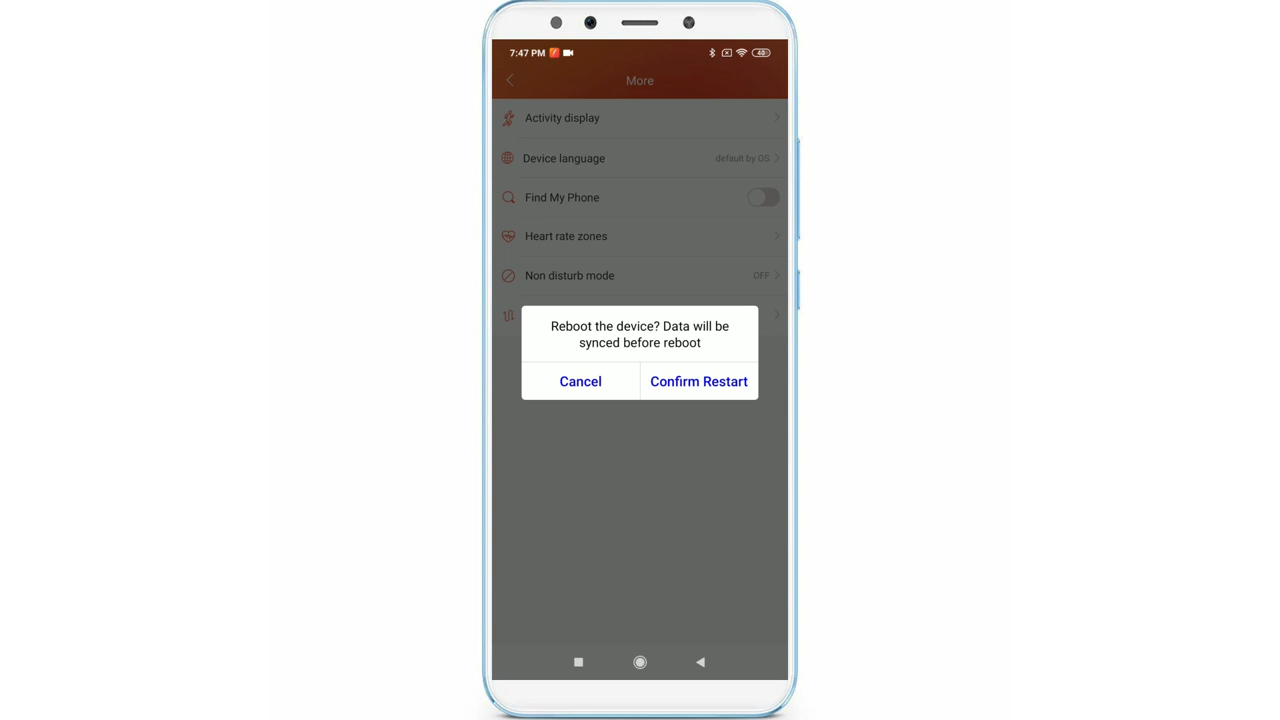 7:47 PM
40
More
Activity display
Device language default by OS
Find My Phone
Heart rate zones
Non disturb mode OFF
Reboot the device? Data will be
synced before reboot
Cancel Confirm Restart